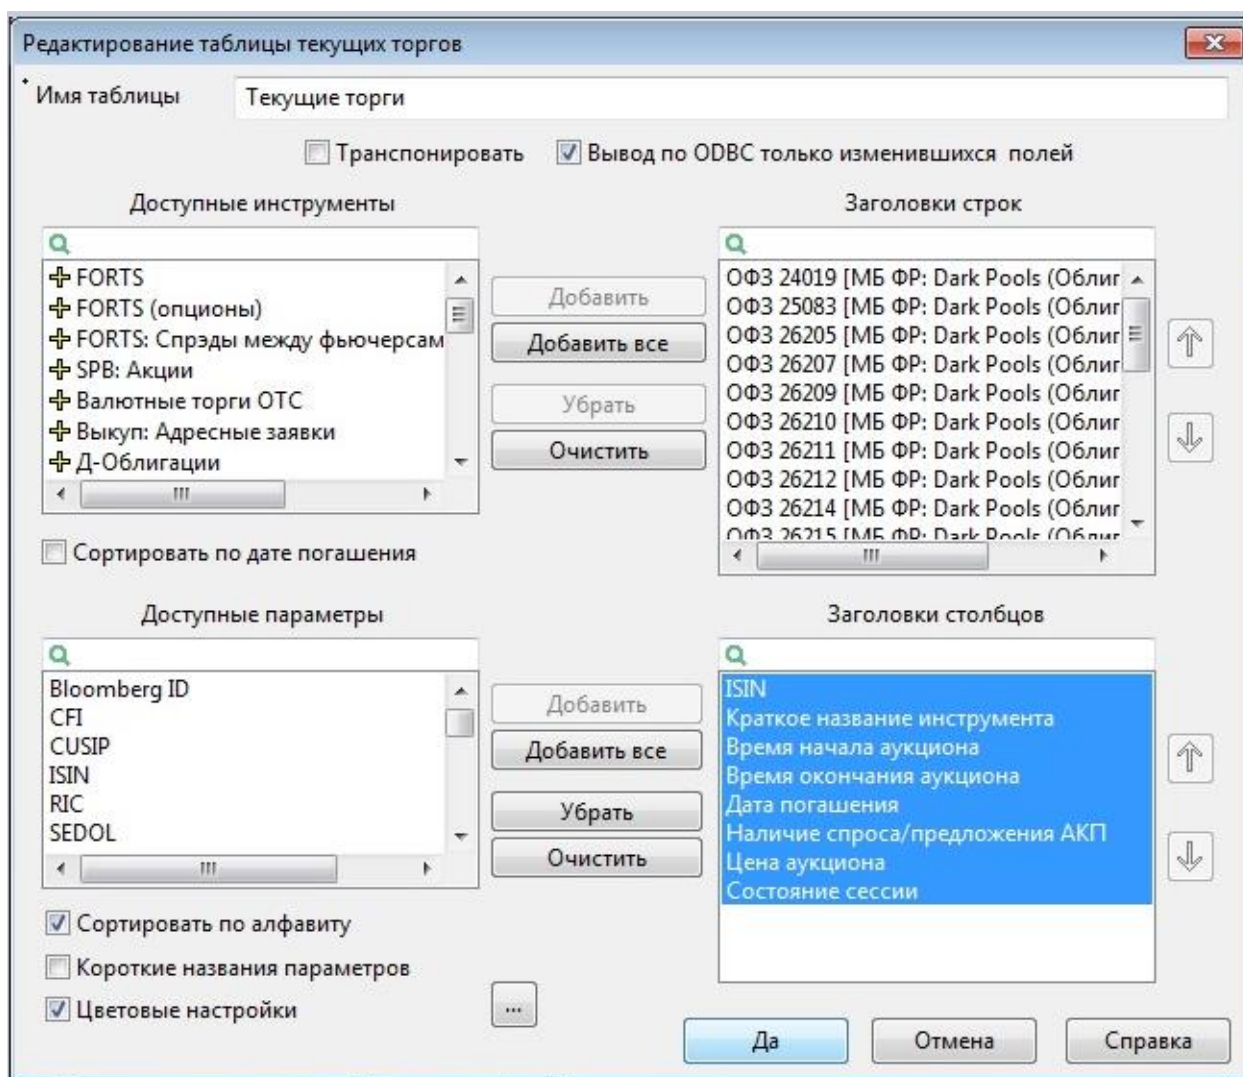 Редактирование таблицы текущих торгов
Имя таблицы
Текущие торги
Транспонировать
Вывод по ODBC только изменившихся полей
Доступные инструменты
FORTS
FORTS (опционы)
FORTS: Спрэды между фьючерсам
SPB: Акции
Валютные торги ОТС
Выкуп: Адресные заявки
Д-Облигации
Сортировать по дате погашения
Добавить
Добавить все
Убрать
Очистить
Заголовки строк
ОФЗ 24019 [МБ ФР: Dark Pools (Облиг
ОФЗ 25083 [МБ ФР: Dark Pools (Облиг
ОФЗ 26205 [МБ ФР: Dark Pools (Облиг
ОФЗ 26207 [МБ ФР: Dark Pools (Облиг
ОФЗ 26209 [МБ ФР: Dark Pools (Облиг
ОФЗ 26210 [МБ ФР: Dark Pools (Облиг
ОФЗ 26211 [МБ ФР: Dark Pools (Облиг
ОФЗ 26212 [МБ ФР: Dark Pools (Облиг
ОФЗ 26214 [МБ ФР: Dark Pools (Облиг
ОФЗ 26215 [МБ ФР: Dark Pools (Облиг
Доступные параметры
Bloomberg ID
CFI
CUSIP
ISIN
RIC
SEDOL
Сортировать по алфавиту
Короткие названия параметров
Цветовые настройки
...
Добавить
Добавить все
Убрать
Очистить
Заголовки столбцов
ISIN
Краткое название инструмента
Время начала аукциона
Время окончания аукциона
Дата погашения
Наличие спроса/предложения АКП
Цена аукциона
Состояние сессии
Да
Отмена
Справка